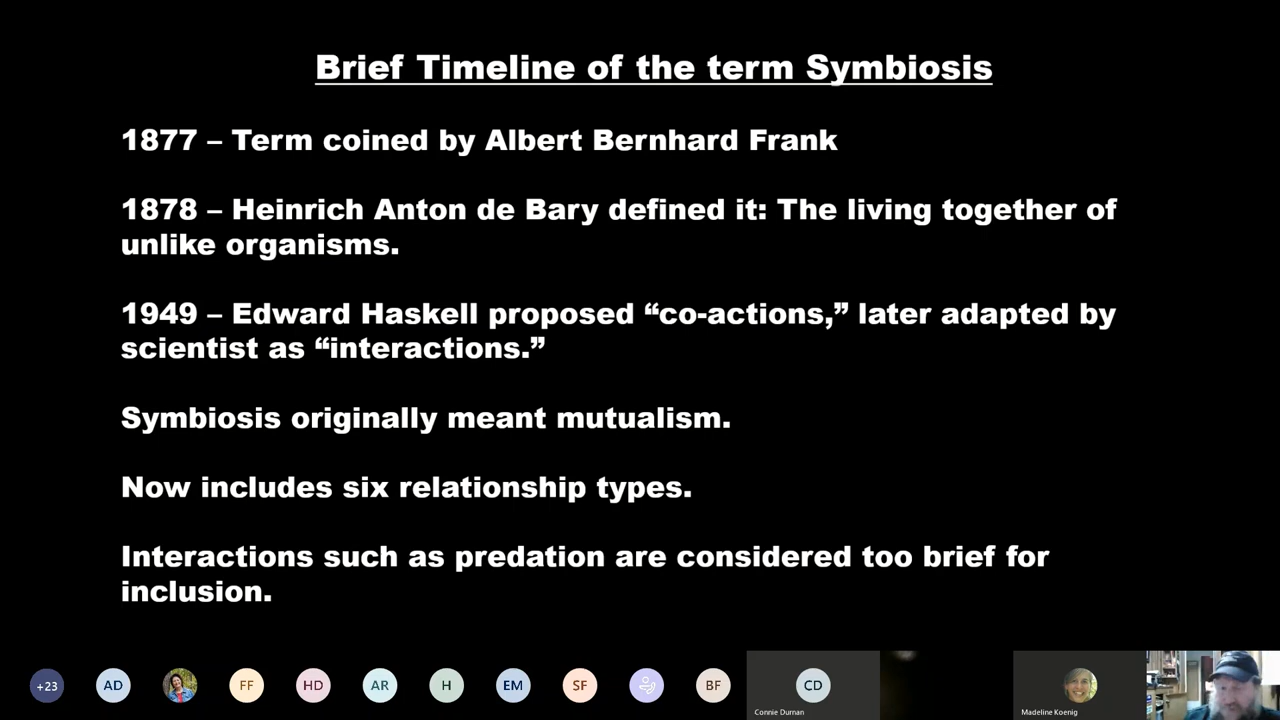 Brief Timeline of the term Symbiosis
1877 – Term coined by Albert Bernhard Frank
1878 – Heinrich Anton de Bary defined it: The living together of
unlike organisms.
1949 – Edward Haskell proposed “co-actions,” later adapted by
scientist as “interactions.”
Symbiosis originally meant mutualism.
Now includes six relationship types.
Interactions such as predation are considered too brief for
inclusion.
+23 AD FF HD AR H EM SF BF CD
Connie Durnan Madeline Koenig